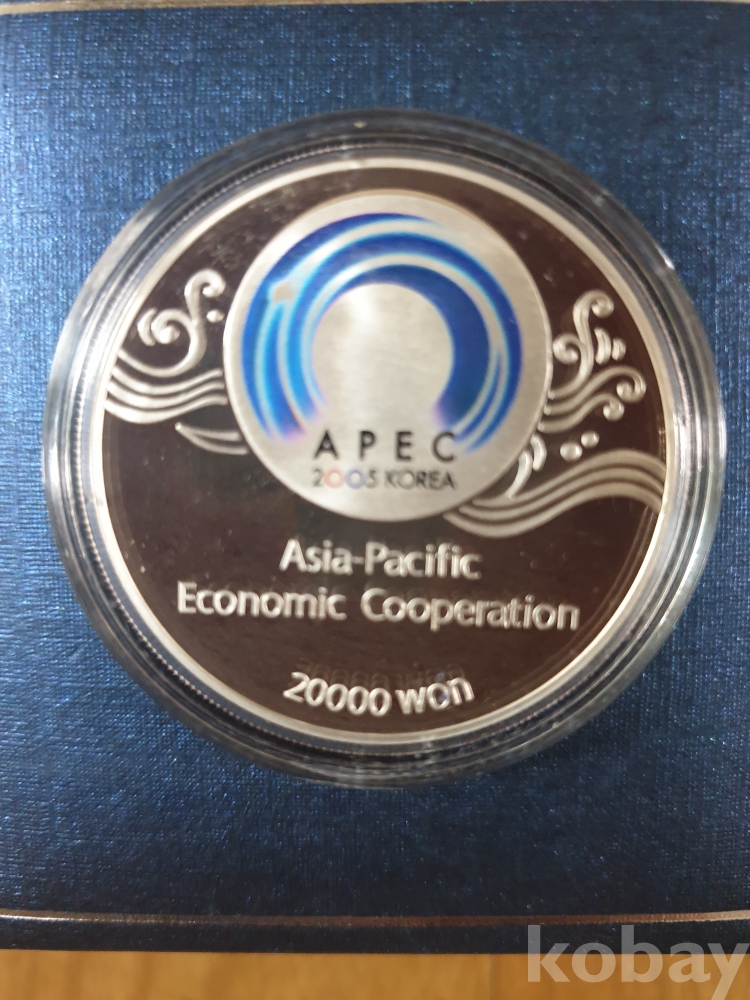 APEC
2005 KOREA
Asia-Pacific
Economic Cooperation
20000 won
kobay